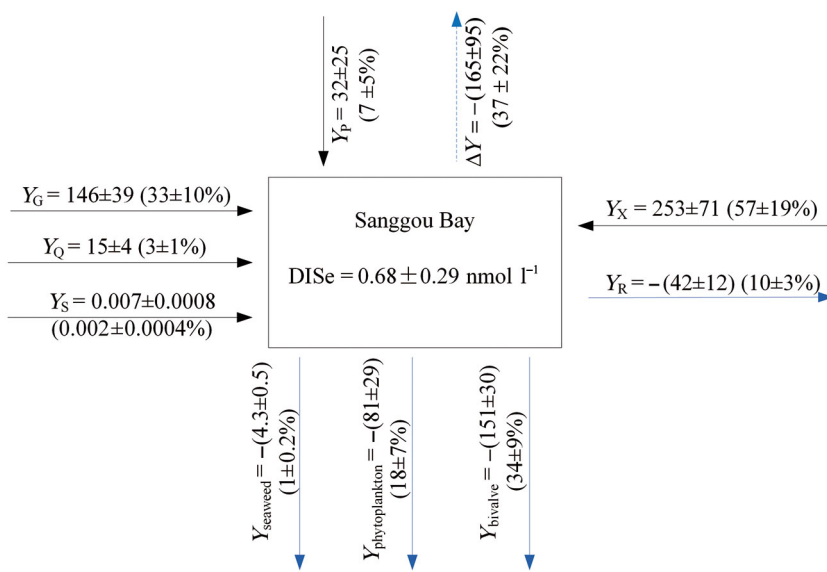 Y_P = 32±25
(7 ±5%)
ΔY = −(165±95)
(37 ± 22%)
Y_G = 146±39 (33±10%)
Y_Q = 15±4 (3±1%)
Y_S = 0.007±0.0008
(0.002±0.0004%)
Sanggou Bay
DISe = 0.68±0.29 nmol l⁻¹
Y_X = 253±71 (57±19%)
Y_R = −(42±12) (10±3%)
Y_seaweed = −(4.3±0.5)
(1±0.2%)
Y_phytoplankton = −(81±29)
(18±7%)
Y_bivalve = −(151±30)
(34±9%)